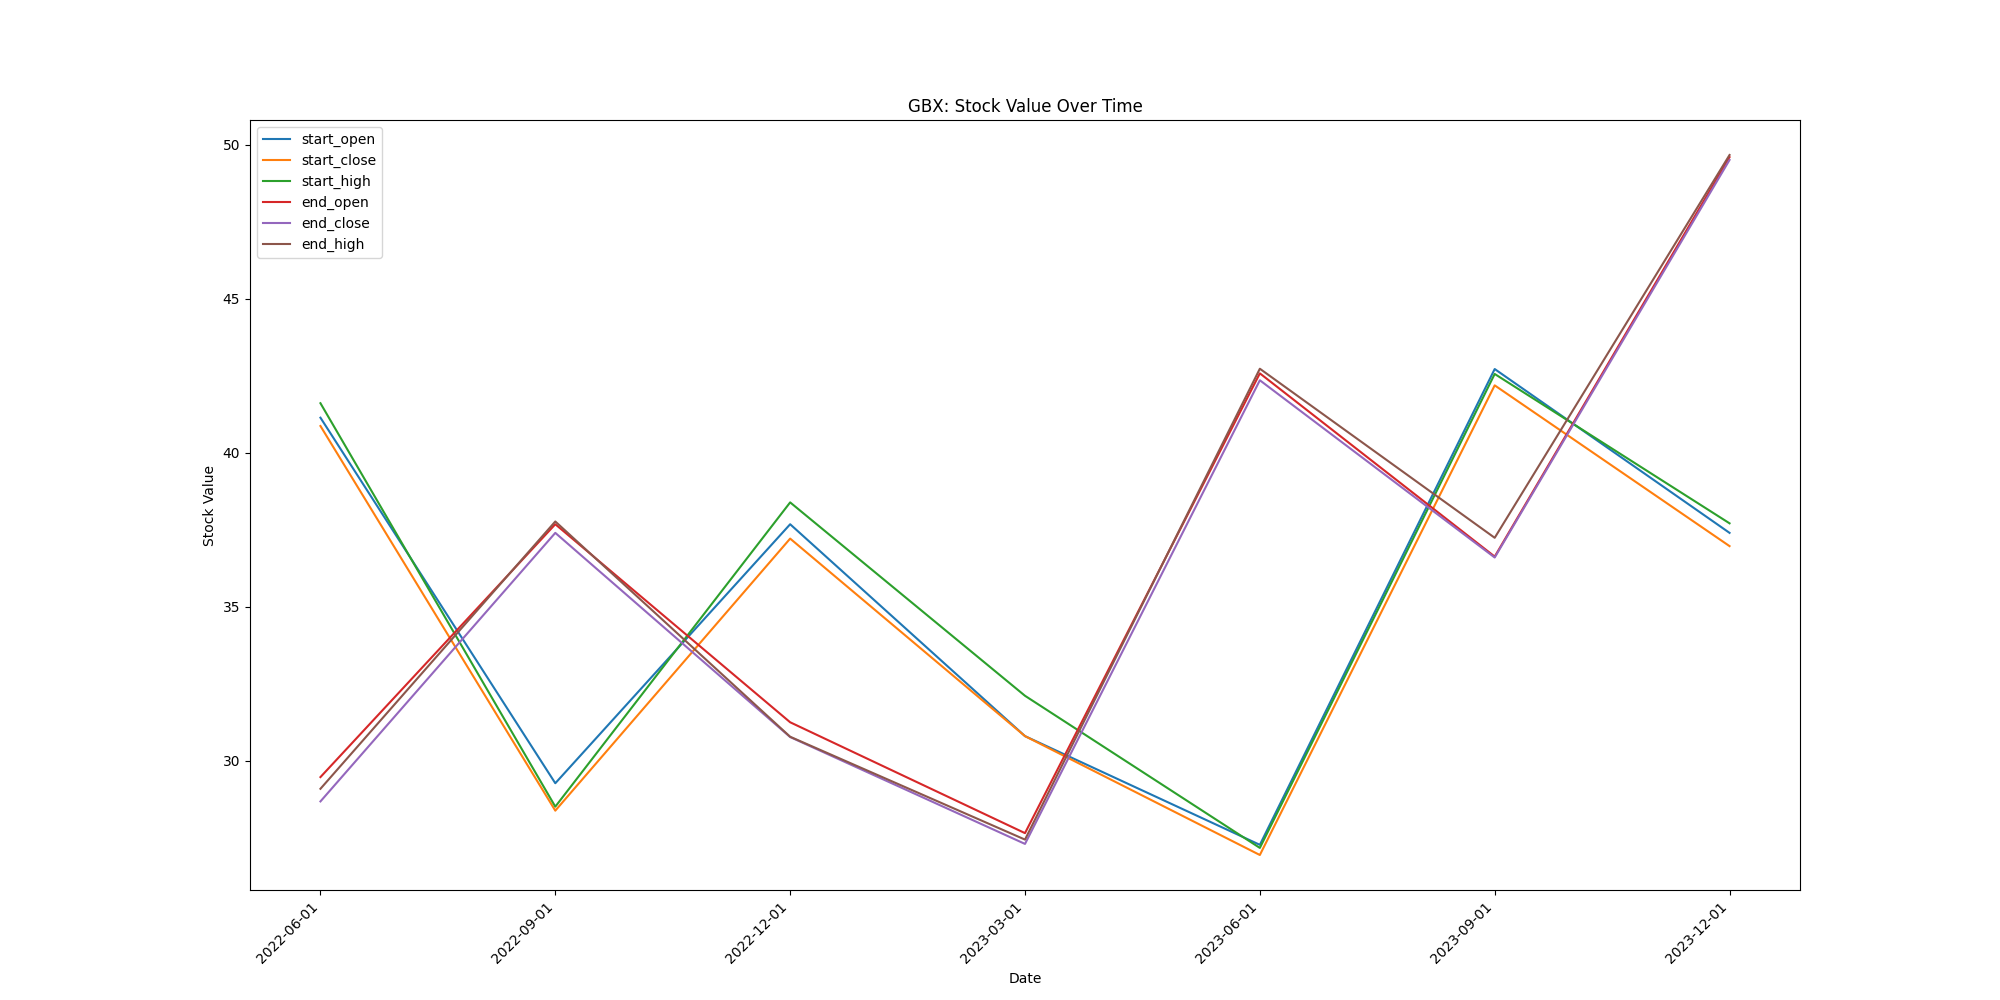 GBX: Stock Value Over Time
start_open
start_close
start_high
end_open
end_close
end_high
Stock Value
50
45
40
35
30
2022-06-01
2022-09-01
2022-12-01
2023-03-01
2023-06-01
2023-09-01
2023-12-01
Date